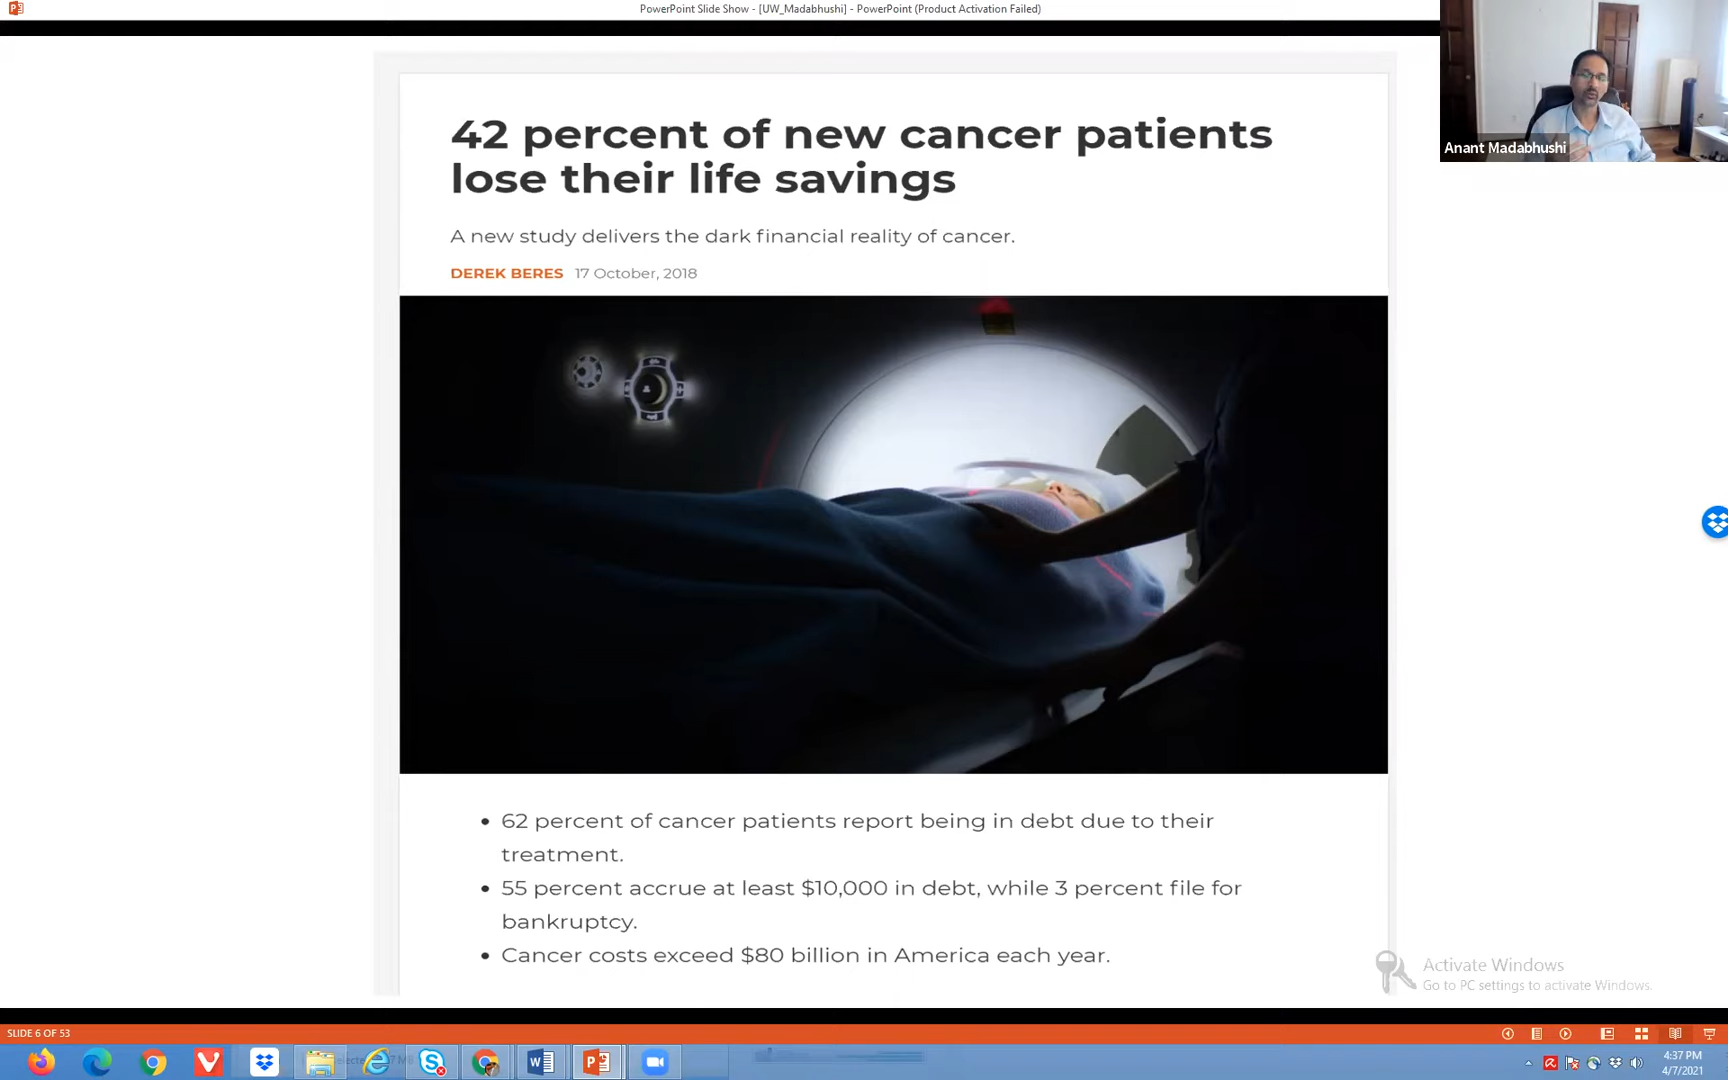 PowerPoint Slide Show - [UW_Madabhushi] - PowerPoint (Product Activation Failed)
Anant Madabhushi
42 percent of new cancer patients
lose their life savings
A new study delivers the dark financial reality of cancer.
DEREK BERES 17 October, 2018
• 62 percent of cancer patients report being in debt due to their
treatment.
• 55 percent accrue at least $10,000 in debt, while 3 percent file for
bankruptcy.
• Cancer costs exceed $80 billion in America each year.
Activate Windows
Go to PC settings to activate Windows.
SLIDE 6 OF 53
4:37 PM
4/7/2021